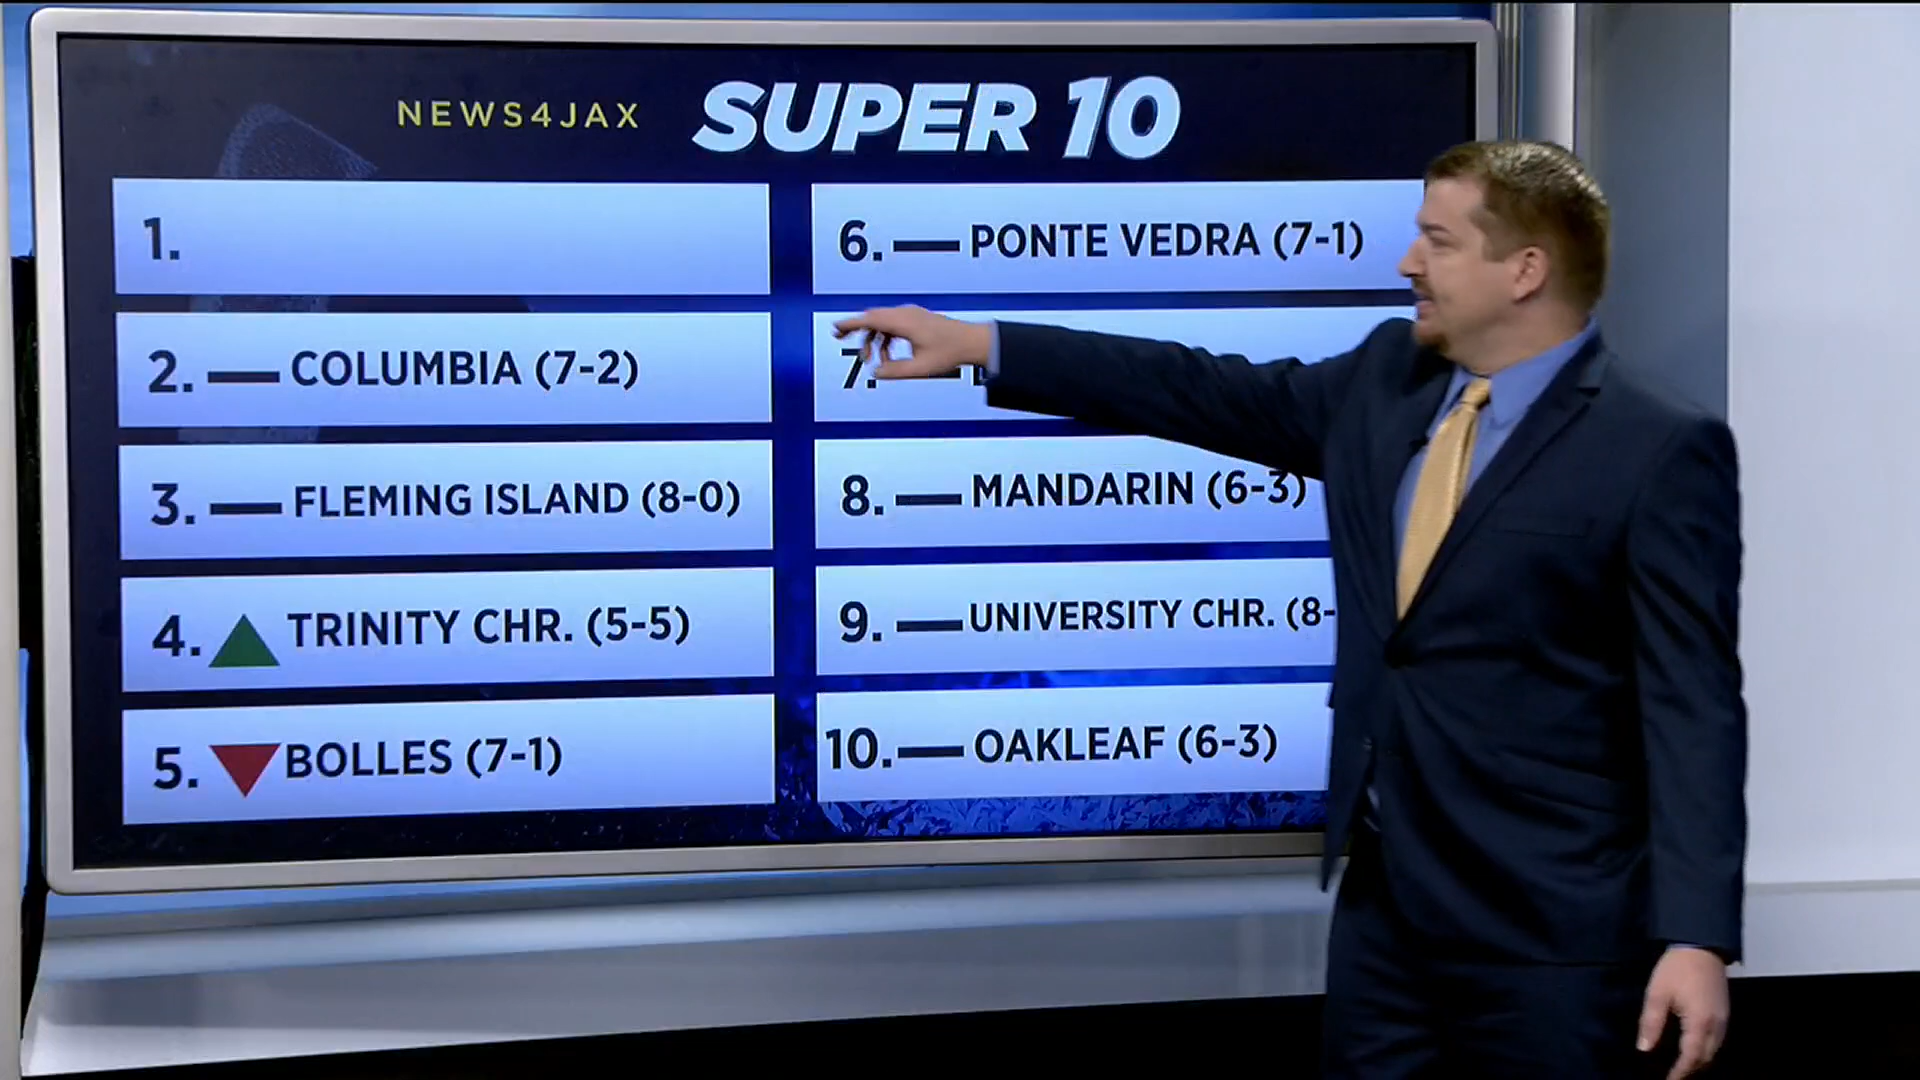 NEWS4JAX SUPER 10
1.
2. — COLUMBIA (7-2)
3. — FLEMING ISLAND (8-0)
4. ▲ TRINITY CHR. (5-5)
5. ▼ BOLLES (7-1)
6. — PONTE VEDRA (7-1)
7. —
8. — MANDARIN (6-3)
9. — UNIVERSITY CHR. (8-
10. — OAKLEAF (6-3)